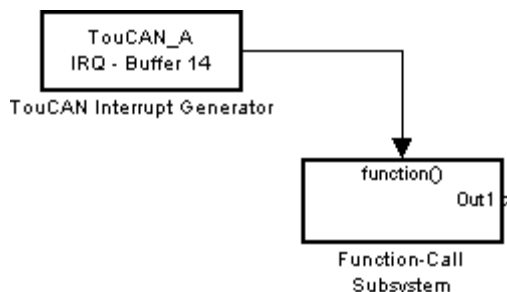 TouCAN_A
IRQ - Buffer 14
TouCAN Interrupt Generator
function()
Out1
Function-Call
Subsystem